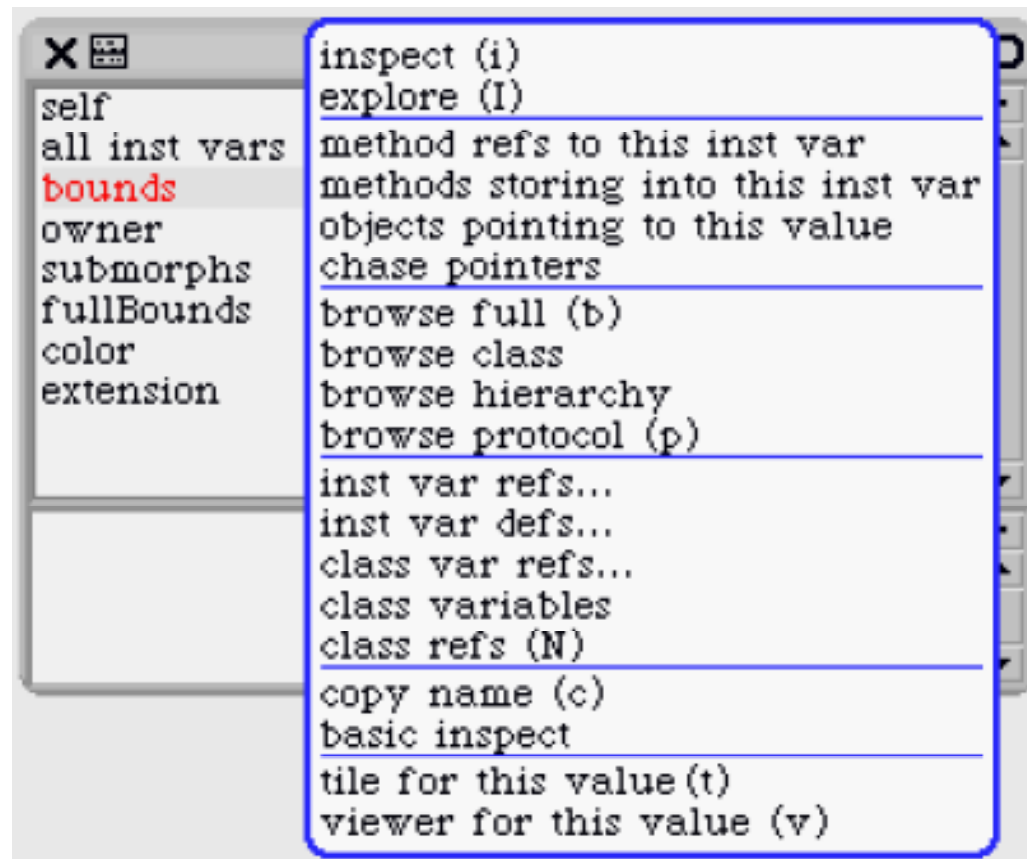 self
all inst vars
bounds
owner
submorphs
fullBounds
color
extension
inspect (i)
explore (I)
method refs to this inst var
methods storing into this inst var
objects pointing to this value
chase pointers
browse full (b)
browse class
browse hierarchy
browse protocol (p)
inst var refs...
inst var defs...
class var refs...
class variables
class refs (N)
copy name (c)
basic inspect
tile for this value (t)
viewer for this value (v)